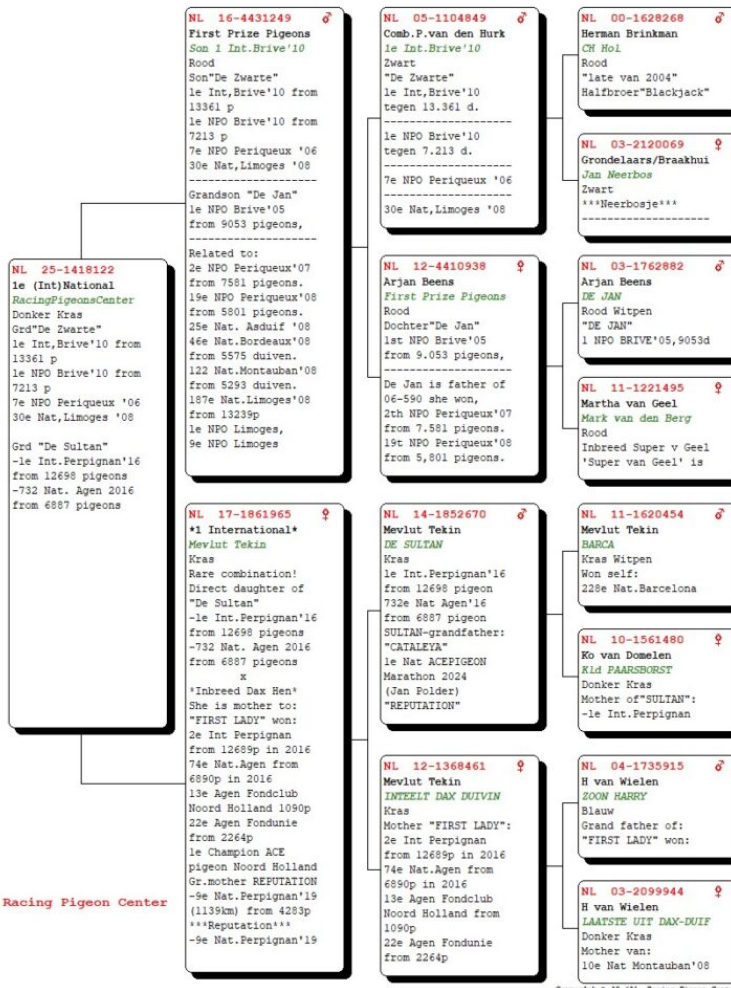 NL 25-1418122
1e (Int)National
RacingPigeonsCenter
Donker Kras
Grd"De Zwarte"
1e Int,Brive'10 from
13361 p
1e NPO Brive'10 from
7213 p
7e NPO Periqueux '06
30e Nat,Limoges '08
Grd "De Sultan"
-1e Int.Perpignan'16
from 12698 pigeons
-732 Nat. Agen 2016
from 6887 pigeons
Racing Pigeon Center
NL 16-4431249 ♂
First Prize Pigeons
Son 1 Int.Brive'10
Rood
Son"De Zwarte"
1e Int,Brive'10 from
13361 p
1e NPO Brive'10 from
7213 p
7e NPO Periqueux '06
30e Nat,Limoges '08
--------------------
Grandson "De Jan"
1e NPO Brive'05
from 9053 pigeons,
--------------------
Related to:
2e NPO Periqueux'07
from 7581 pigeons.
19e NPO Periqueux'08
from 5801 pigeons.
25e Nat. Asduif '08
46e Nat.Bordeaux'08
from 5575 duiven.
122 Nat.Montauban'08
from 5293 duiven.
187e Nat.Limoges'08
from 13239p
1e NPO Limoges,
9e NPO Limoges
NL 17-1861965 ♀
*1 International*
Mevlut Tekin
Kras
Rare combination!
Direct daughter of
"De Sultan"
-1e Int.Perpignan'16
from 12698 pigeons
-732 Nat. Agen 2016
from 6887 pigeons
x
*Inbreed Dax Hen*
She is mother to:
"FIRST LADY" won:
2e Int Perpignan
from 12689p in 2016
74e Nat.Agen from
6890p in 2016
13e Agen Fondclub
Noord Holland 1090p
22e Agen Fondunie
from 2264p
1e Champion ACE
pigeon Noord Holland
Gr.mother REPUTATION
-9e Nat.Perpignan'19
(1139km) from 4283p
***Reputation***
-9e Nat.Perpignan'19
NL 05-1104849 ♂
Comb.P.van den Hurk
1e Int.Brive'10
Zwart
"De Zwarte"
1e Int,Brive'10
tegen 13.361 d.
--------------------
1e NPO Brive'10
tegen 7.213 d.
--------------------
7e NPO Periqueux '06
--------------------
30e Nat,Limoges '08
NL 12-4410938 ♀
Arjan Beens
First Prize Pigeons
Rood
Dochter"De Jan"
1st NPO Brive'05
from 9.053 pigeons,
--------------------
De Jan is father of
06-590 she won,
2th NPO Periqueux'07
from 7.581 pigeons.
19t NPO Periqueux'08
from 5,801 pigeons.
NL 14-1852670 ♂
Mevlut Tekin
DE SULTAN
Kras
1e Int.Perpignan'16
from 12698 pigeon
732e Nat Agen'16
from 6887 pigeon
SULTAN-grandfather:
"CATALEYA"
1e Nat ACEPIGEON
Marathon 2024
(Jan Polder)
"REPUTATION"
NL 12-1368461 ♀
Mevlut Tekin
INTEELT DAX DUIVIN
Kras
Mother "FIRST LADY":
2e Int Perpignan
from 12689p in 2016
74e Nat.Agen from
6890p in 2016
13e Agen Fondclub
Noord Holland from
1090p
22e Agen Fondunie
from 2264p
NL 00-1628268 ♂
Herman Brinkman
CH Hol
Rood
"late van 2004"
Halfbroer"Blackjack"
NL 03-2120069 ♀
Grondelaars/Braakhui
Jan Neerbos
Zwart
***Neerbosje***
--------------------
NL 03-1762882 ♂
Arjan Beens
DE JAN
Rood Witpen
"DE JAN"
1 NPO BRIVE'05,9053d
NL 11-1221495 ♀
Martha van Geel
Mark van den Berg
Rood
Inbreed Super v Geel
'Super van Geel' is
NL 11-1620454 ♂
Mevlut Tekin
BARCA
Kras Witpen
Won self:
228e Nat.Barcelona
NL 10-1561480 ♀
Ko van Domelen
Kld PAARSBORST
Donker Kras
Mother of"SULTAN":
-1e Int.Perpignan
NL 04-1735915 ♂
H van Wielen
ZOON HARRY
Blauw
Grand father of:
"FIRST LADY" won:
NL 03-2099944 ♀
H van Wielen
LAATSTE UIT DAX-DUIF
Donker Kras
Mother van:
10e Nat Montauban'08